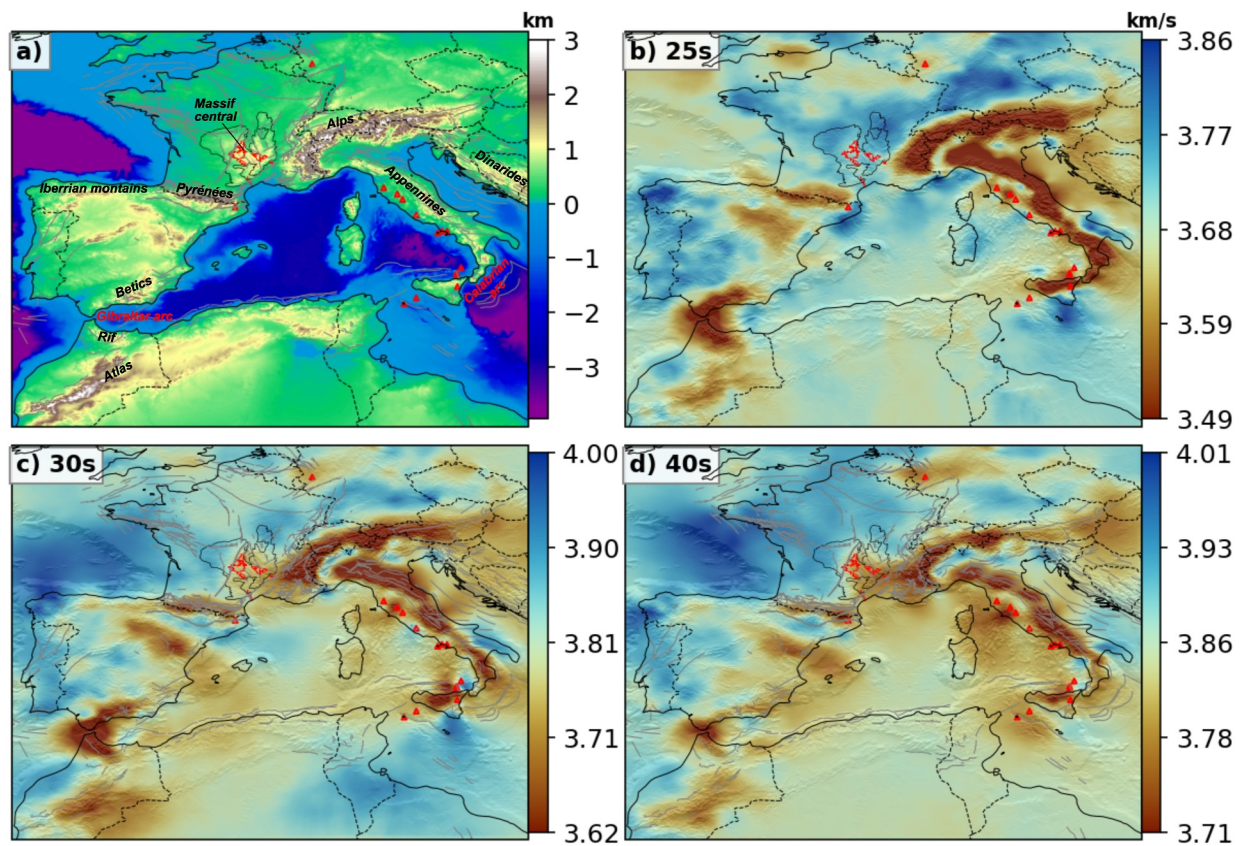 km
a)
3
2
1
0
−1
−2
−3
Massif
central
Alps
Dinarides
Iberrian montains
Pyrénées
Appennines
Betics
Calabrian
arc
Gibraltar arc
Rif
Atlas
km/s
b) 25s
3.86
3.77
3.68
3.59
3.49
c) 30s
4.00
3.90
3.81
3.71
3.62
d) 40s
4.01
3.93
3.86
3.78
3.71